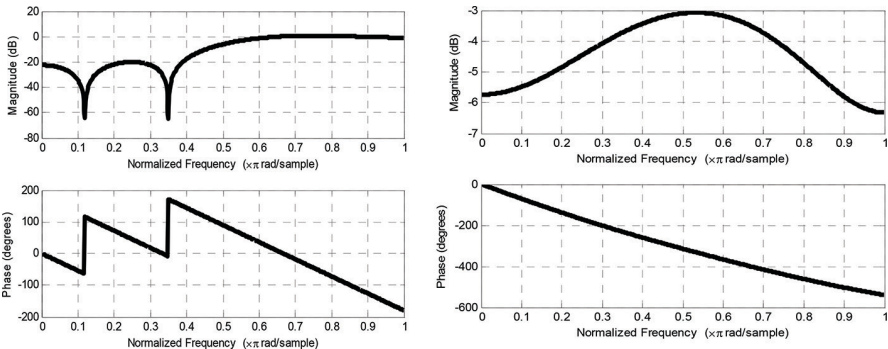 20
0
-20
-40
-60
-80
Magnitude (dB)
0 0.1 0.2 0.3 0.4 0.5 0.6 0.7 0.8 0.9 1
Normalized Frequency (×π rad/sample)
-3
-4
-5
-6
-7
Magnitude (dB)
0 0.1 0.2 0.3 0.4 0.5 0.6 0.7 0.8 0.9 1
Normalized Frequency (×π rad/sample)
200
100
0
-100
-200
Phase (degrees)
0 0.1 0.2 0.3 0.4 0.5 0.6 0.7 0.8 0.9 1
Normalized Frequency (×π rad/sample)
0
-200
-400
-600
Phase (degrees)
0 0.1 0.2 0.3 0.4 0.5 0.6 0.7 0.8 0.9 1
Normalized Frequency (×π rad/sample)